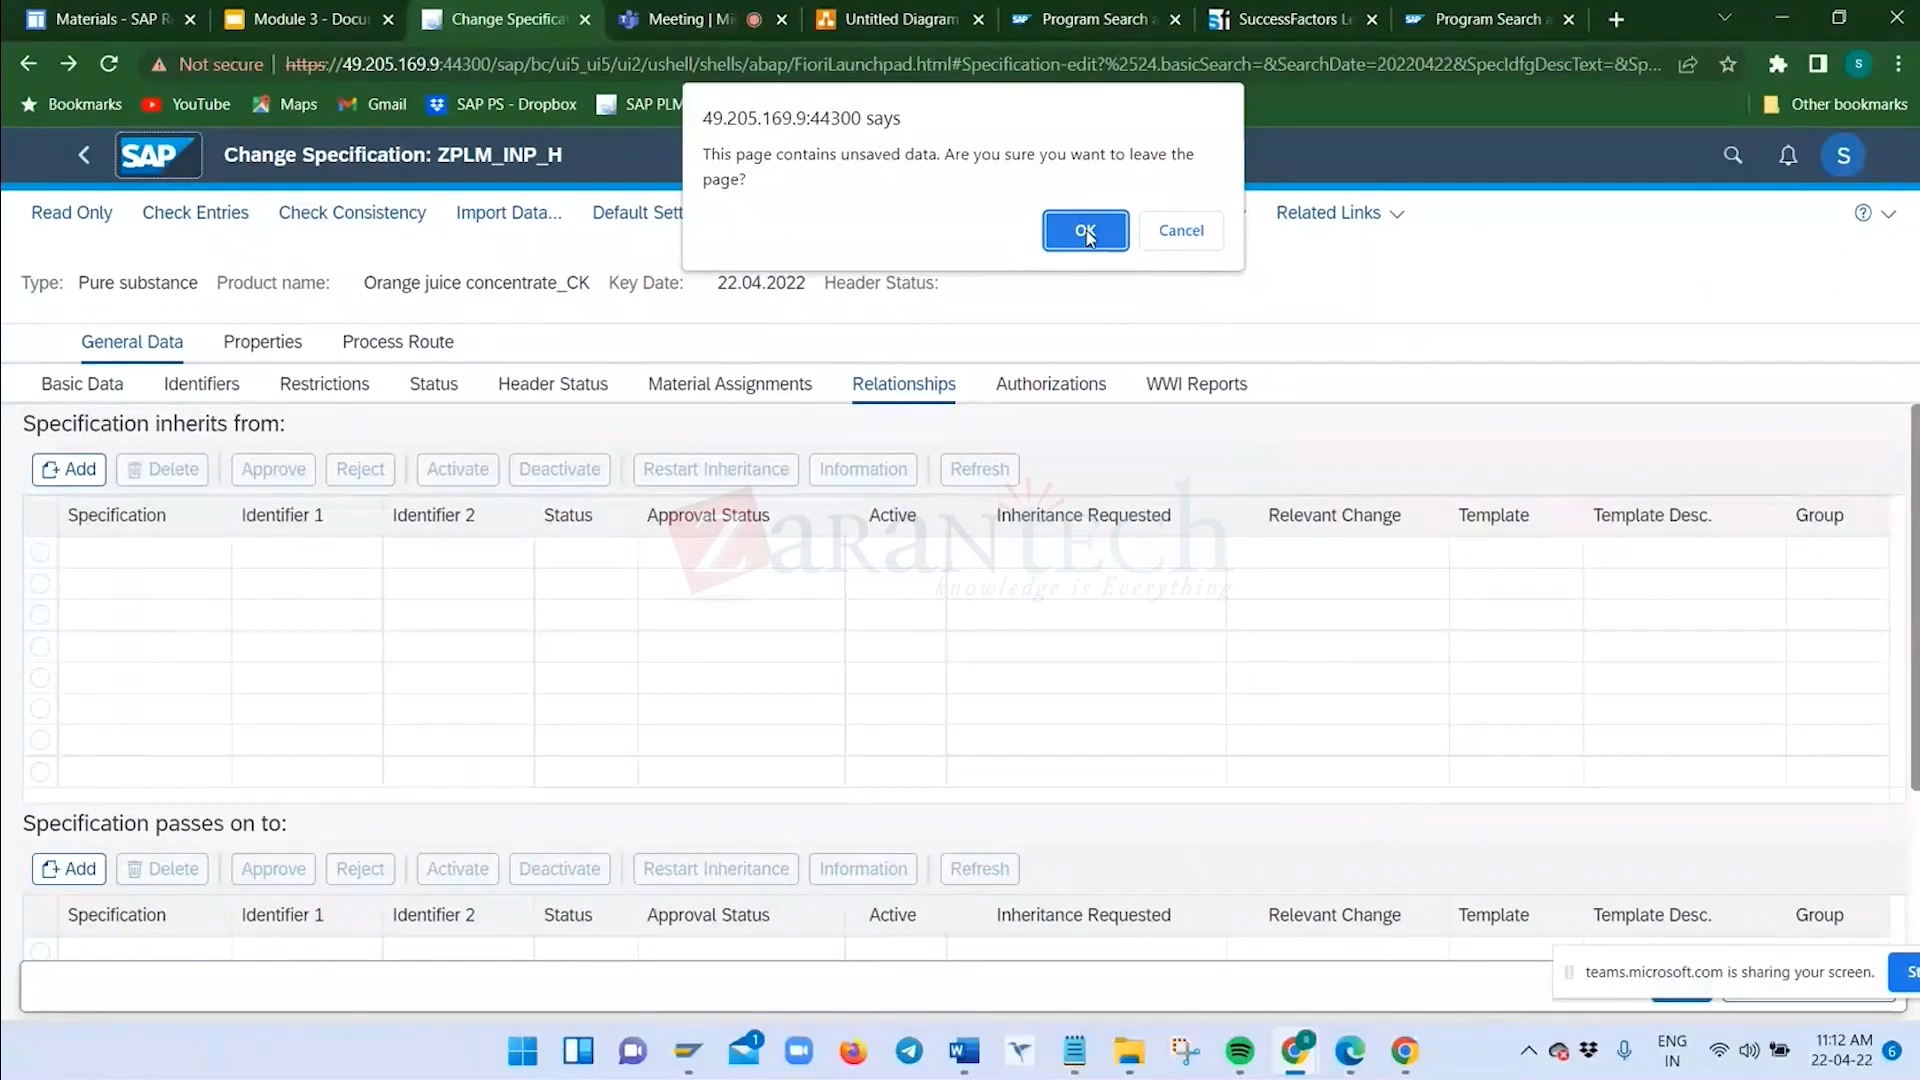 Materials - SAP R
Module 3 - Docu
Change Specifica
Meeting | Mi
Untitled Diagram
Program Search a
SuccessFactors Le
Program Search a
Not secure
https://49.205.169.9:44300/sap/bc/ui5_ui5/ui2/ushell/shells/abap/FioriLaunchpad.html#Specification-edit?%2524.basicSearch=&SearchDate=20220422&SpecIdfgDescText=&Sp...
S
Bookmarks YouTube Maps Gmail SAP PS - Dropbox SAP PLM Other bookmarks
49.205.169.9:44300 says
This page contains unsaved data. Are you sure you want to leave the
page?
OK Cancel
SAP Change Specification: ZPLM_INP_H S
Read Only Check Entries Check Consistency Import Data... Default Sett Related Links
Type: Pure substance Product name: Orange juice concentrate_CK Key Date: 22.04.2022 Header Status:
General Data Properties Process Route
Basic Data Identifiers Restrictions Status Header Status Material Assignments Relationships Authorizations WWI Reports
Specification inherits from:
Add Delete Approve Reject Activate Deactivate Restart Inheritance Information Refresh
Specification Identifier 1 Identifier 2 Status Approval Status Active Inheritance Requested Relevant Change Template Template Desc. Group
ZaranTech
Knowledge is Everything
Specification passes on to:
Add Delete Approve Reject Activate Deactivate Restart Inheritance Information Refresh
Specification Identifier 1 Identifier 2 Status Approval Status Active Inheritance Requested Relevant Change Template Template Desc. Group
teams.microsoft.com is sharing your screen. St
1
ENG
IN
11:12 AM
22-04-22
6